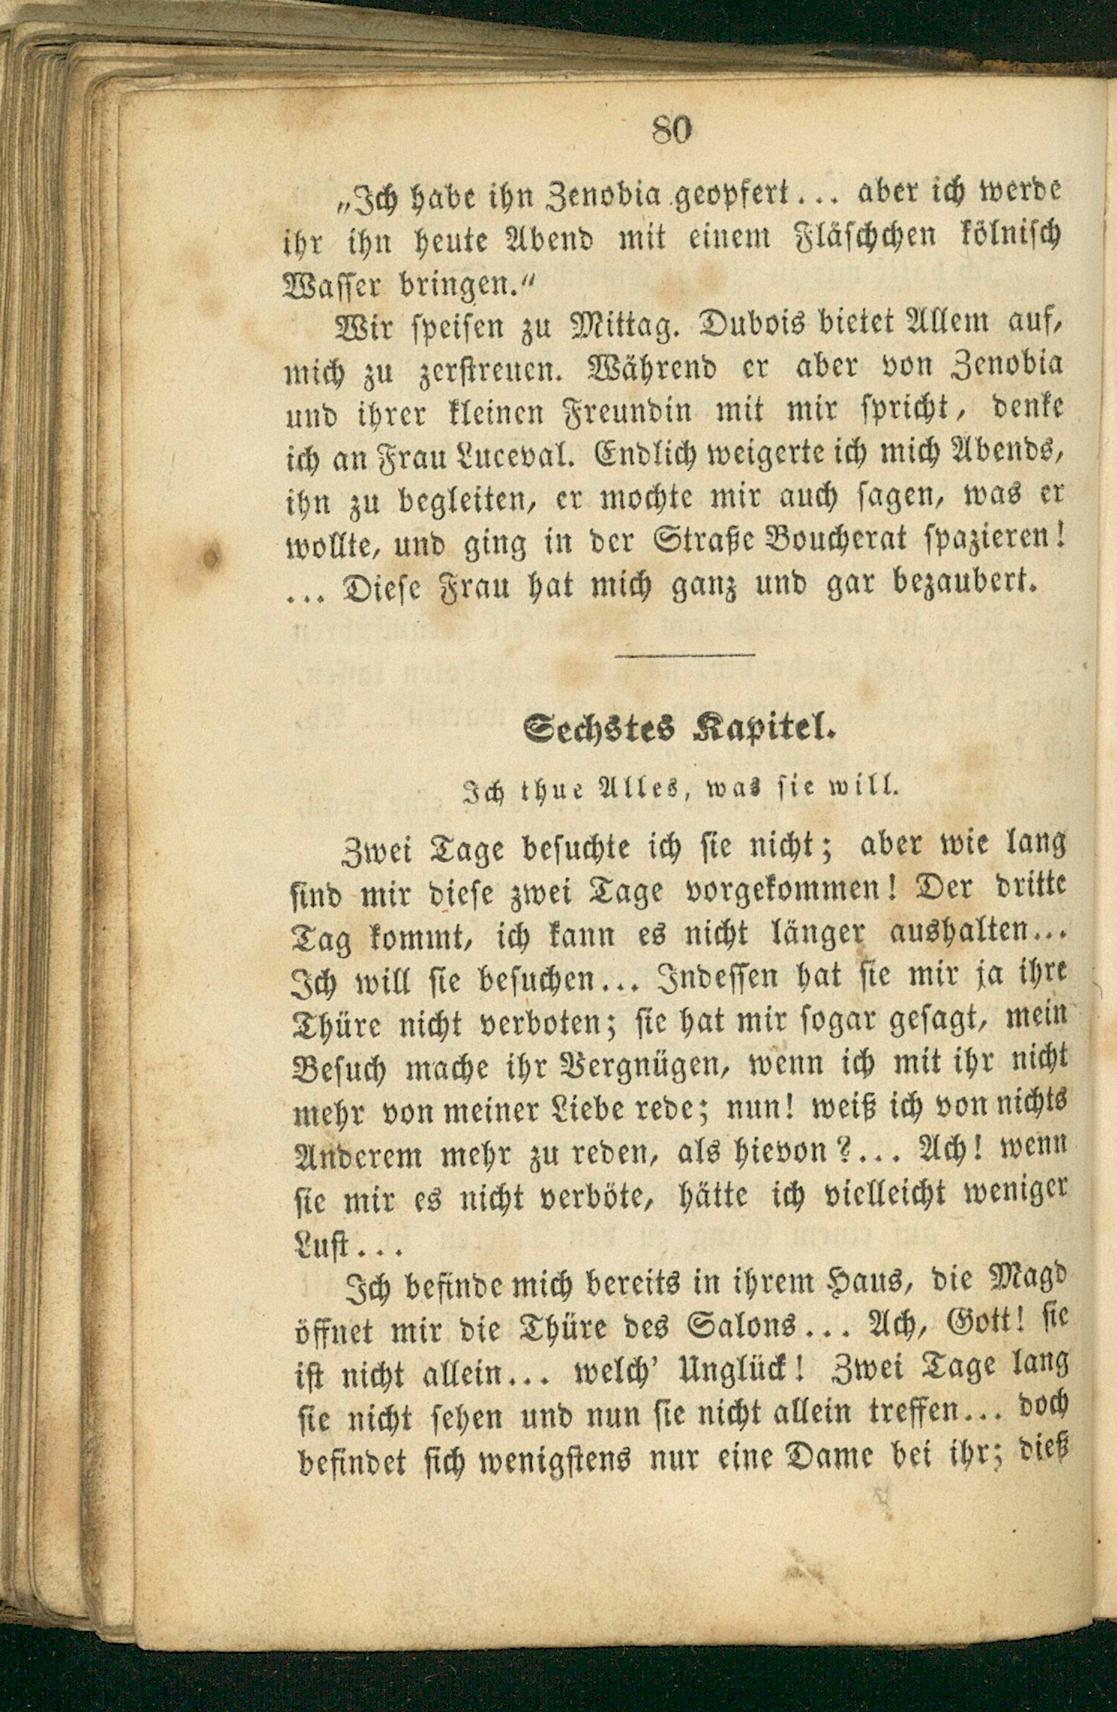 80
„Ich habe ihn Zenobia geopfert... aber ich werde
ihr ihn heute Abend mit einem Fläschchen kölnisch
Wasser bringen.“
Wir speisen zu Mittag. Dubois bietet Allem auf,
mich zu zerstreuen. Während er aber von Zenobia
und ihrer kleinen Freundin mit mir spricht, denke
ich an Frau Luceval. Endlich weigerte ich mich Abends,
ihn zu begleiten, er mochte mir auch sagen, was er
wollte, und ging in der Straße Boucherat spazieren!
... Diese Frau hat mich ganz und gar bezaubert.
Sechstes Kapitel.
Ich thue Alles, was sie will.
Zwei Tage besuchte ich sie nicht; aber wie lang
sind mir diese zwei Tage vorgekommen! Der dritte
Tag kommt, ich kann es nicht länger aushalten...
Ich will sie besuchen... Indessen hat sie mir ja ihre
Thüre nicht verboten; sie hat mir sogar gesagt, mein
Besuch mache ihr Vergnügen, wenn ich mit ihr nicht
mehr von meiner Liebe rede; nun! weiß ich von nichts
Anderem mehr zu reden, als hievon?... Ach! wenn
sie mir es nicht verböte, hätte ich vielleicht weniger
Lust...
Ich befinde mich bereits in ihrem Haus, die Magd
öffnet mir die Thüre des Salons... Ach, Gott! sie
ist nicht allein... welch' Unglück! Zwei Tage lang
sie nicht sehen und nun sie nicht allein treffen... doch
befindet sich wenigstens nur eine Dame bei ihr; dieß